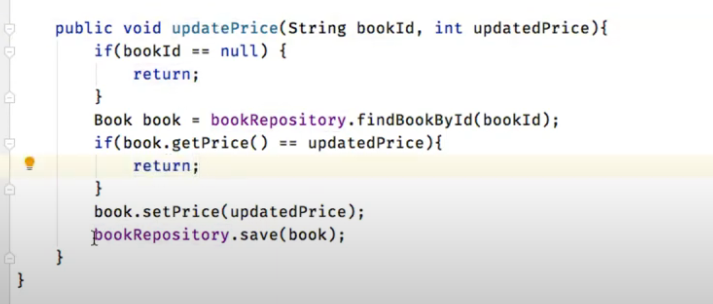 public void updatePrice(String bookId, int updatedPrice){
if(bookId == null) {
return;
}
Book book = bookRepository.findBookById(bookId);
if(book.getPrice() == updatedPrice){
return;
}
book.setPrice(updatedPrice);
bookRepository.save(book);
}
}